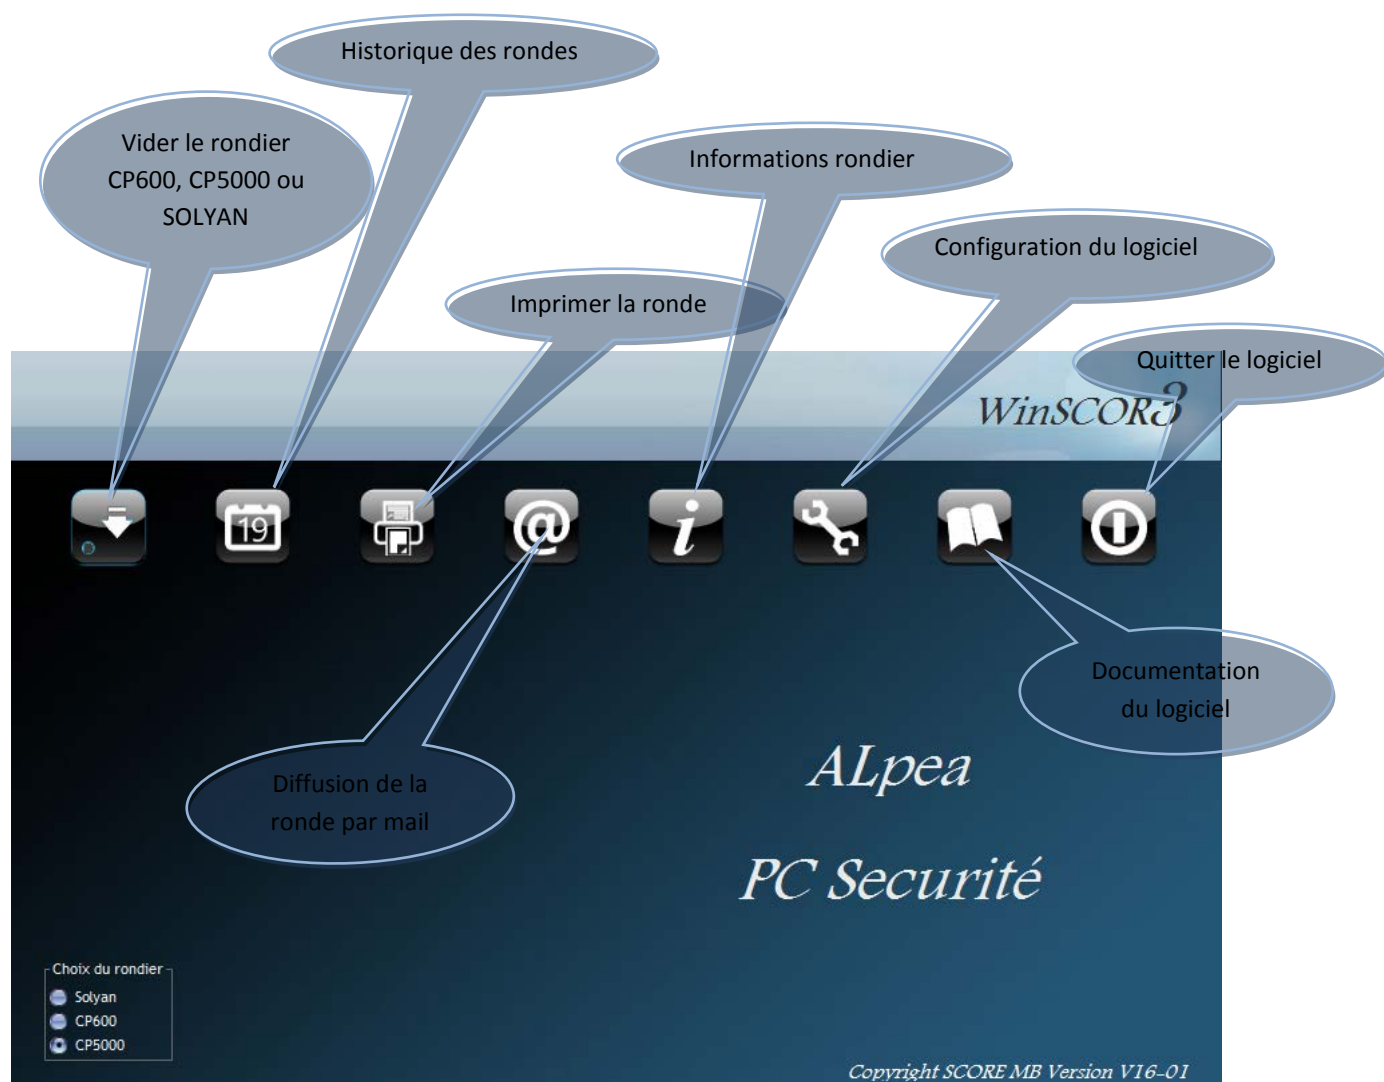 Historique des rondes
Vider le rondier
CP600, CP5000 ou
SOLYAN
Informations rondier
Configuration du logiciel
Imprimer la ronde
Quitter le logiciel
WinSCOR3
19
@
i
Documentation
du logiciel
Diffusion de la
ronde par mail
ALpea
PC Securité
Choix du rondier
Solyan
CP600
CP5000
Copyright SCORE MB Version V16-01